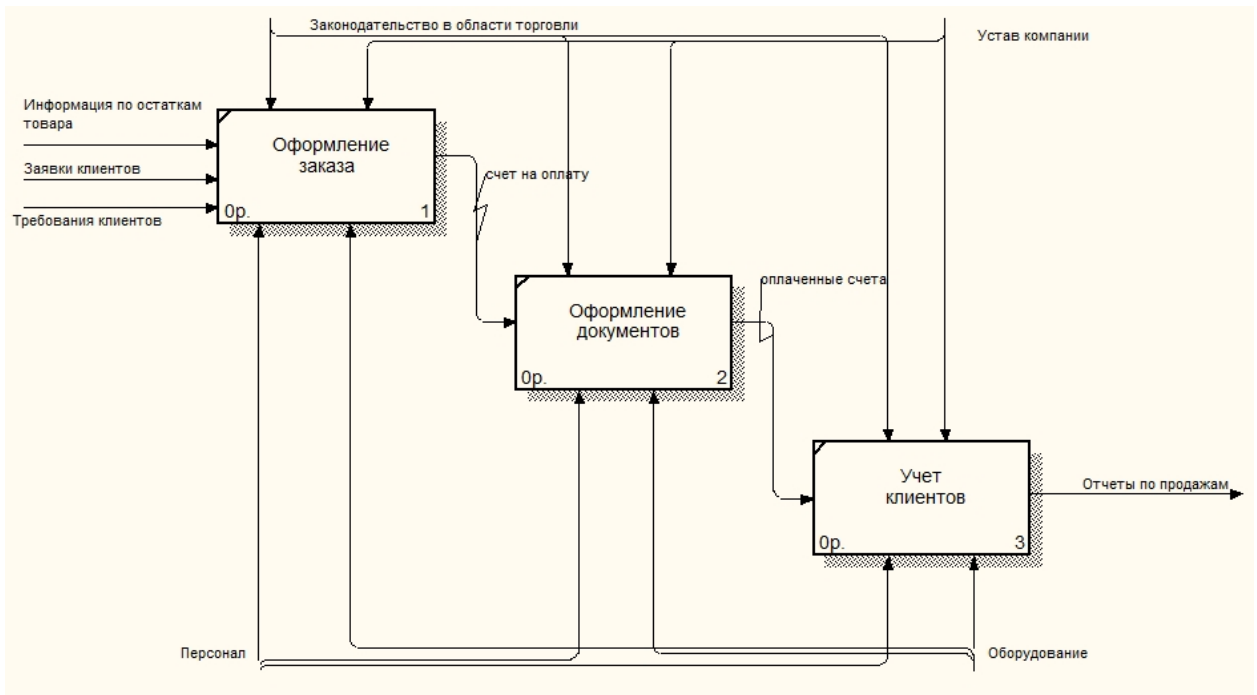 Законодательство в области торговли
Устав компании
Информация по остаткам
товара
Заявки клиентов
Требования клиентов
Оформление
заказа
0р.
1
счет на оплату
Оформление
документов
0р.
2
оплаченные счета
Учет
клиентов
0р.
3
Отчеты по продажам
Персонал
Оборудование